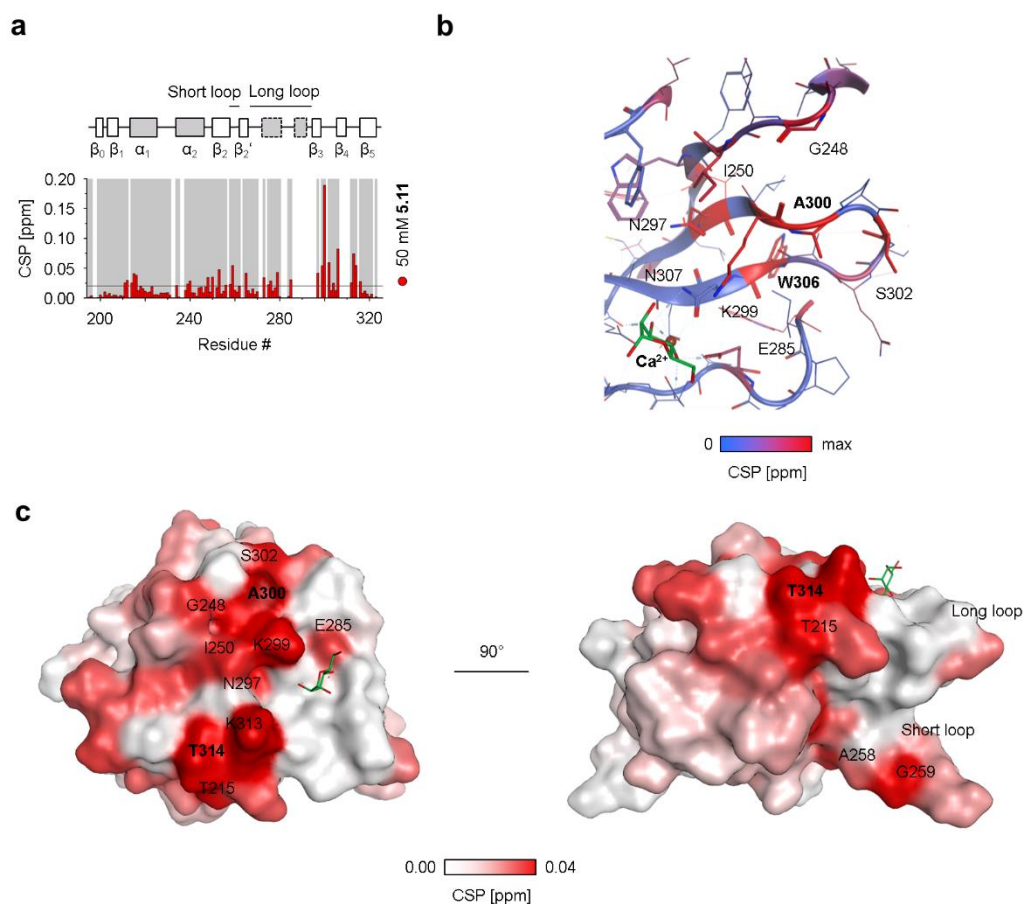 a
Short loop Long loop
β0 β1 α1 α2 β2 β2' β3 β4 β5
0.20
0.15
0.10
0.05
0.00
CSP [ppm]
200 240 280 320
Residue #
50 mM 5.11
b
G248
I250
A300
N297
N307
W306
S302
K299
E285
Ca²⁺
0 max
CSP [ppm]
c
S302
A300
G248
E285
I250
K299
N297
K313
T314
T215
90°
T314
T215
Long loop
Short loop
A258
G259
0.00 0.04
CSP [ppm]